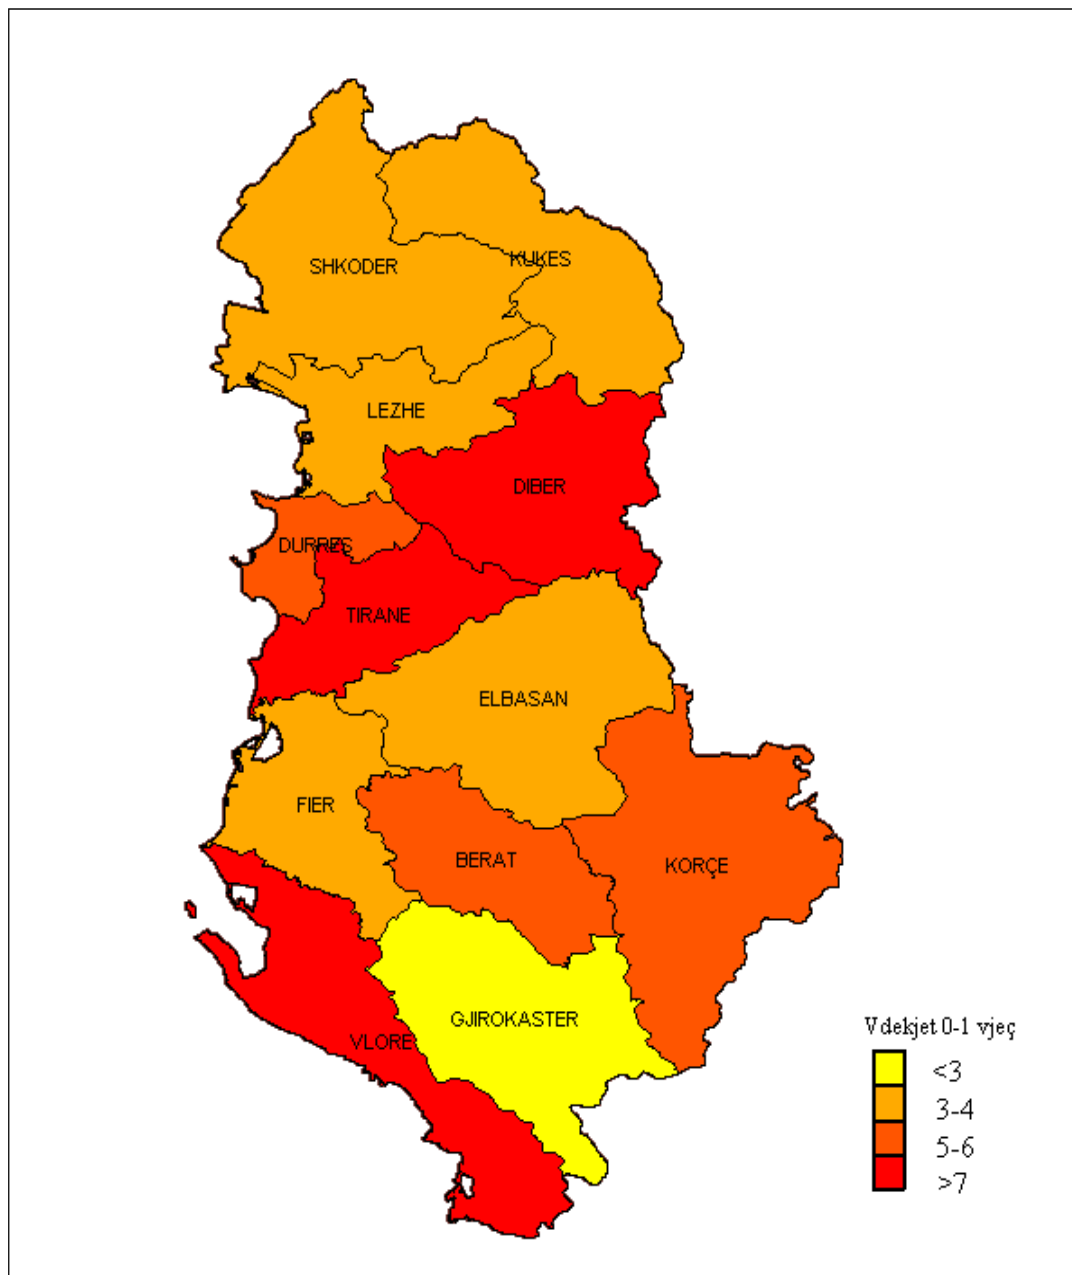 KUKES
SHKODER
LEZHE
DIBER
DURRES
TIRANE
ELBASAN
FIER
BERAT
KORÇE
GJIROKASTER
VLORE
Vdekjet 0-1 vjeç
<3
3-4
5-6
>7